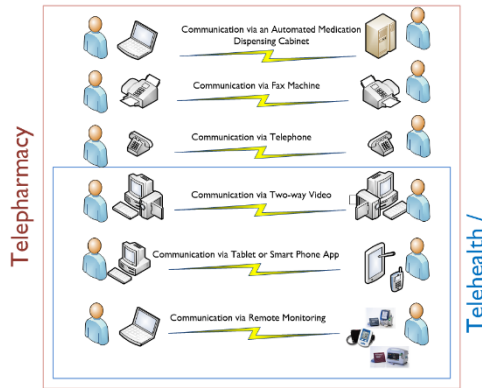 Communication via an Automated Medication
Dispensing Cabinet
Communication via Fax Machine
Communication via Telephone
Communication via Two-way Video
Communication via Tablet or Smart Phone App
Communication via Remote Monitoring
Telepharmacy
Telehealth /